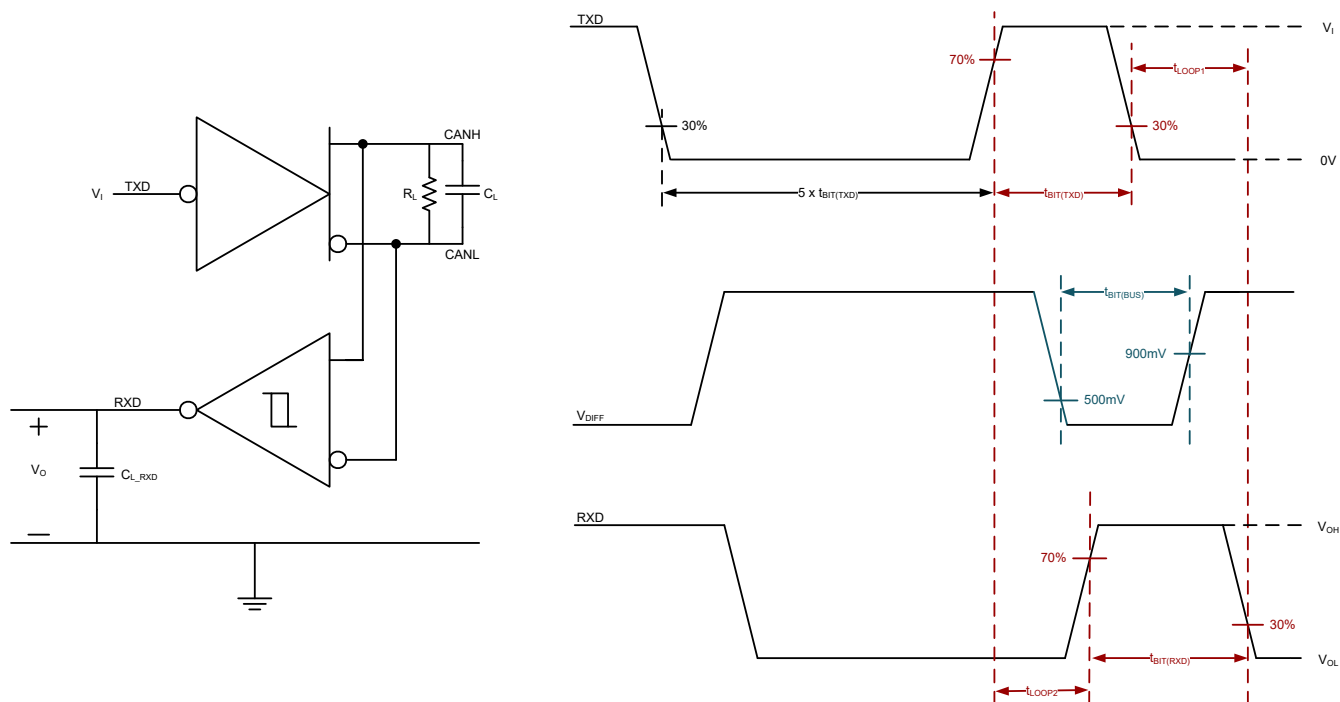 TXD
V_I
70%
t_LOOP1
30%
30%
CANH
0V
V_I
TXD
R_L
C_L
5 x t_BIT(TXD)
t_BIT(TXD)
CANL
t_BIT(BUS)
900mV
RXD
500mV
V_DIFF
+
V_O
C_L_RXD
RXD
V_OH
–
70%
30%
t_BIT(RXD)
V_OL
t_LOOP2